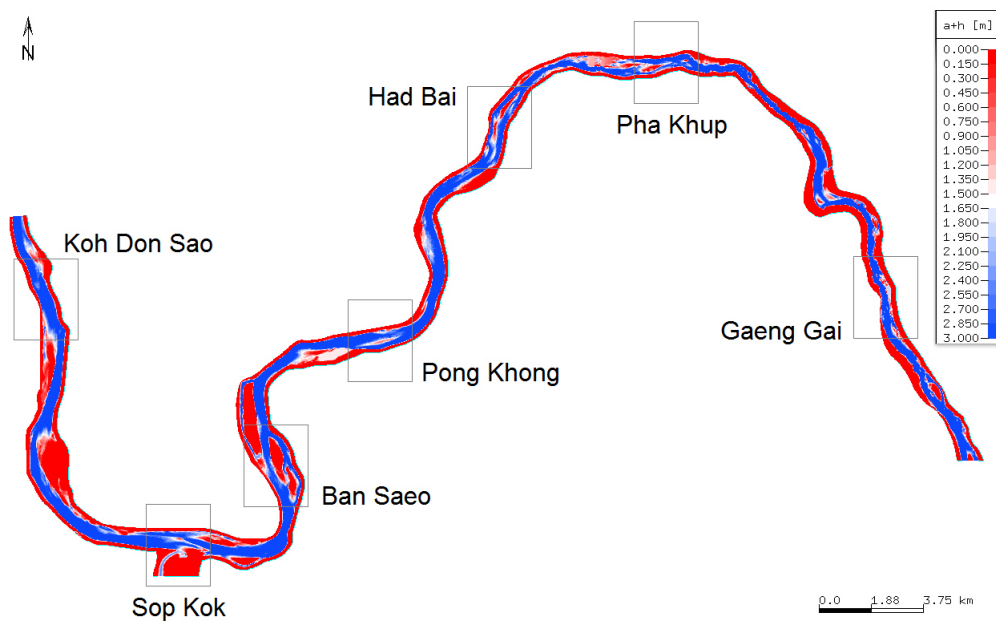 N
a+h [m]
0.000
0.150
0.300
0.450
0.600
0.750
0.900
1.050
1.200
1.350
1.500
1.650
1.800
1.950
2.100
2.250
2.400
2.550
2.700
2.850
3.000
Had Bai
Pha Khup
Koh Don Sao
Gaeng Gai
Pong Khong
Ban Saeo
Sop Kok
0.0 1.88 3.75 km